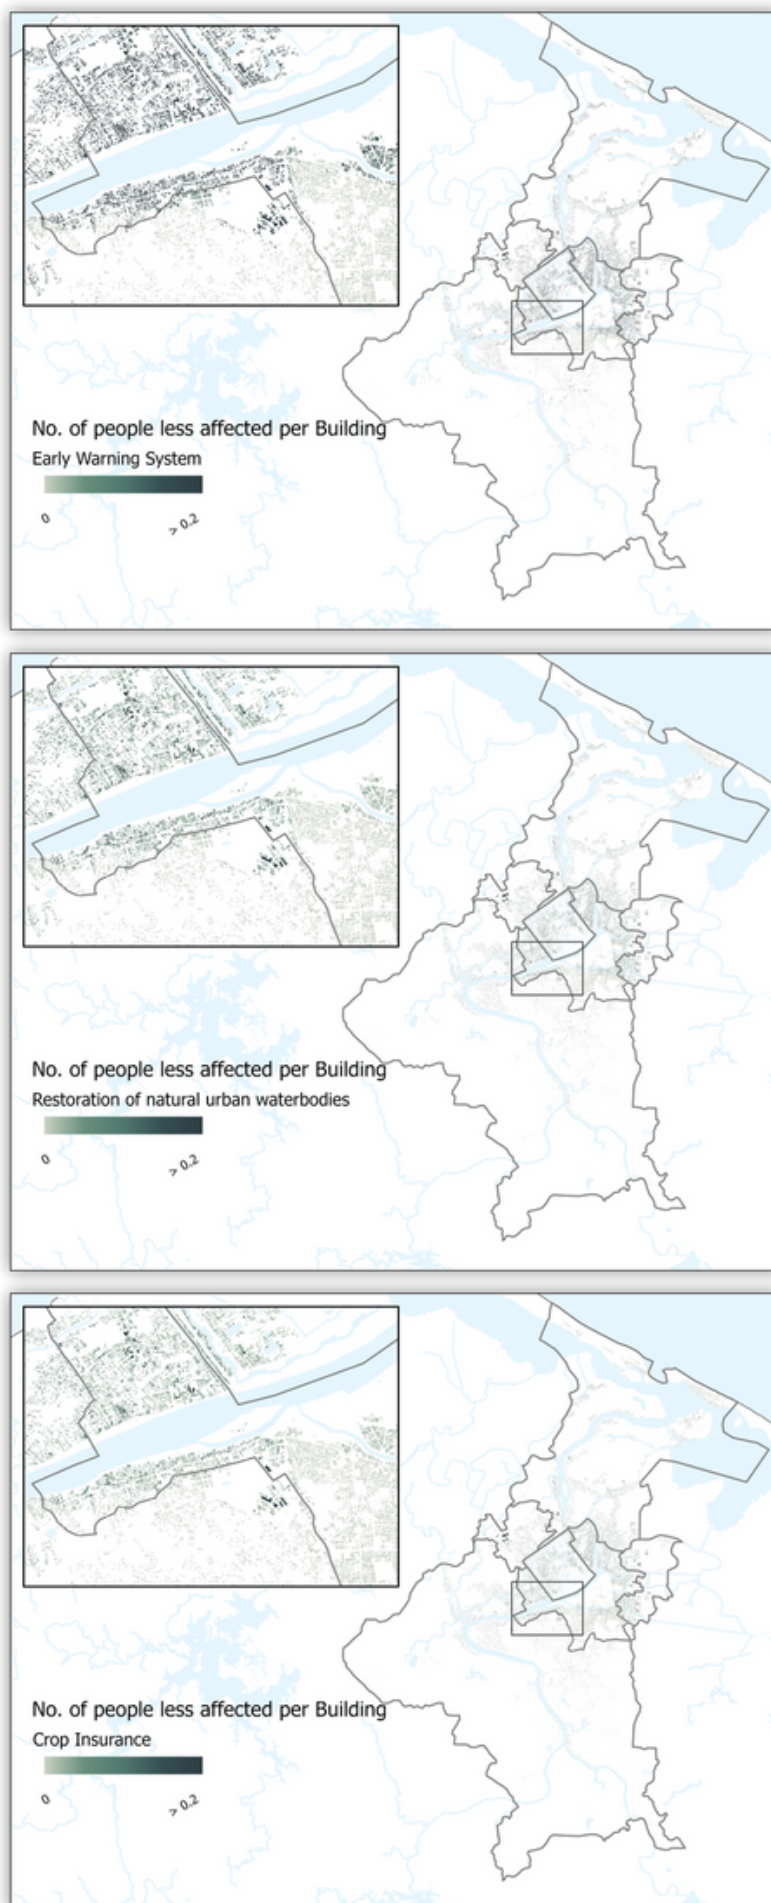 No. of people less affected per Building
Early Warning System
0
> 0.2
No. of people less affected per Building
Restoration of natural urban waterbodies
0
> 0.2
No. of people less affected per Building
Crop Insurance
0
> 0.2